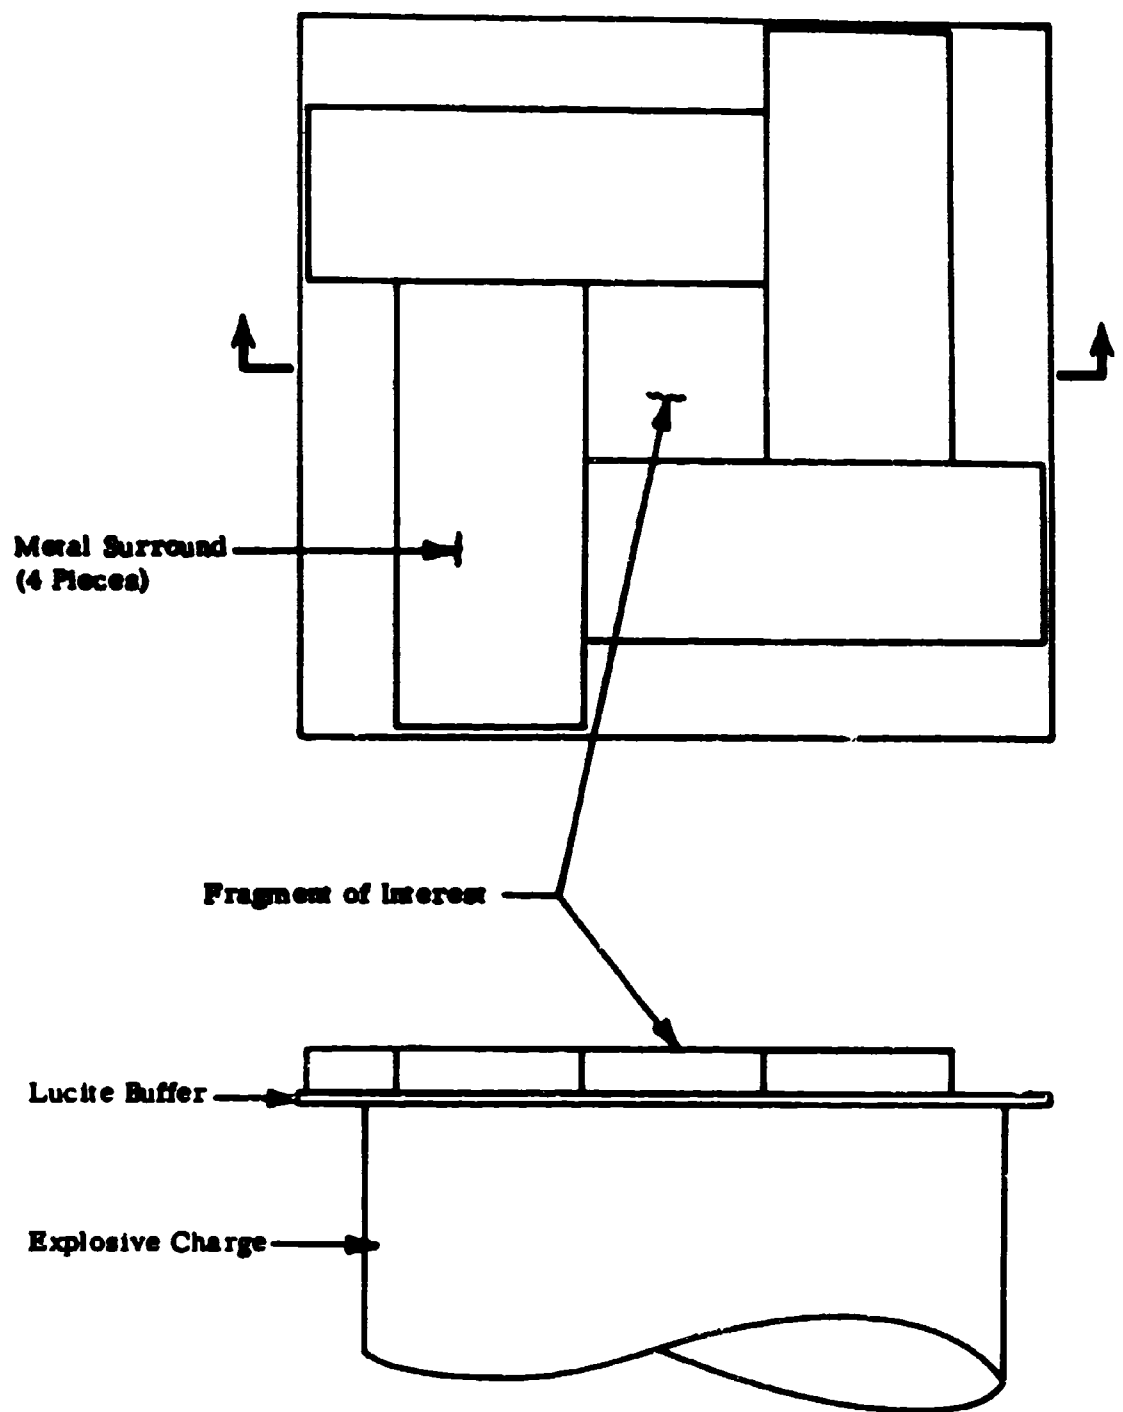 Metal Surround
(4 Pieces)
Fragment of Interest
Lucite Buffer
Explosive Charge